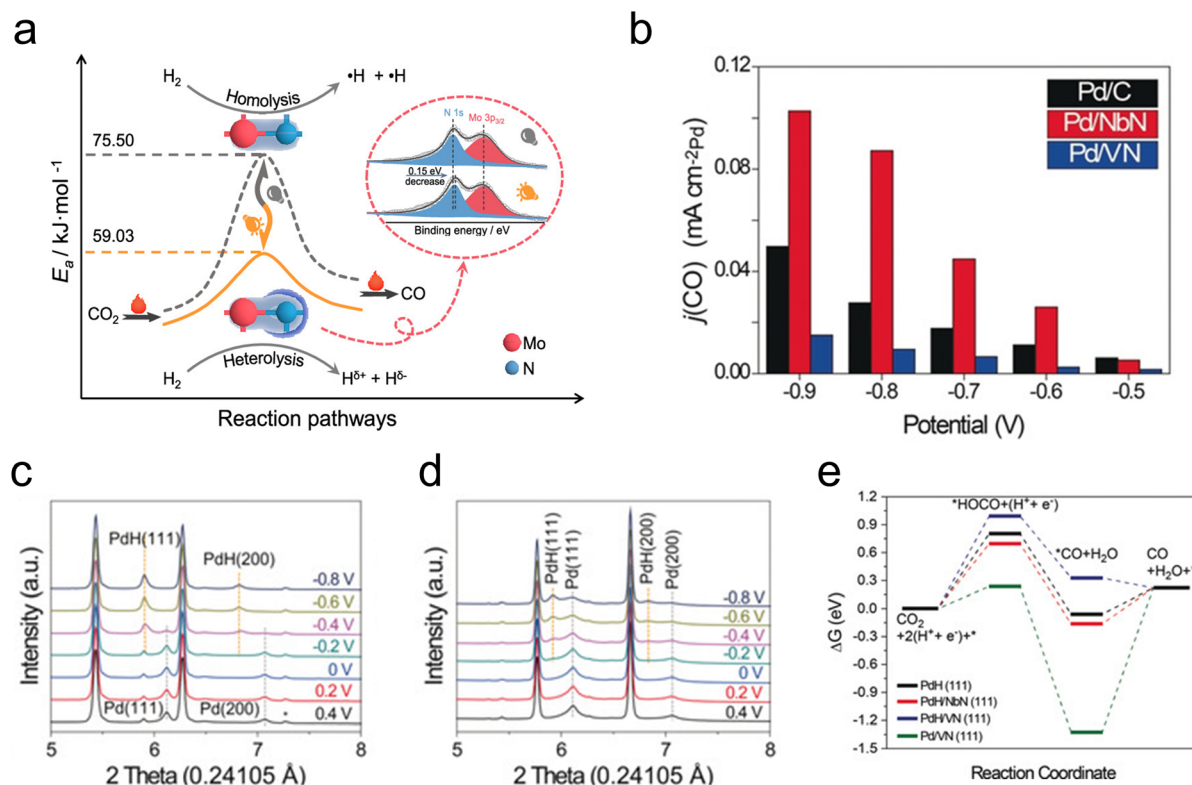 a
H2
•H + •H
Homolysis
75.50
59.03
Ea / kJ·mol -1
N 1s
Mo 3p3/2
0.15 eV
decrease
Binding energy / eV
CO2
CO
Heterolysis
H2
Hδ+ + Hδ-
Mo
N
Reaction pathways
b
0.12
0.08
0.04
0.00
j(CO) (mA cm-2Pd)
Pd/C
Pd/NbN
Pd/VN
-0.9
-0.8
-0.7
-0.6
-0.5
Potential (V)
c
Intensity (a.u.)
PdH(111)
PdH(200)
-0.8 V
-0.6 V
-0.4 V
-0.2 V
0 V
0.2 V
0.4 V
Pd(111)
Pd(200)
*
5
6
7
8
2 Theta (0.24105 Å)
d
Intensity (a.u.)
PdH(111)
Pd(111)
PdH(200)
Pd(200)
-0.8 V
-0.6 V
-0.4 V
-0.2 V
0 V
0.2 V
0.4 V
5
6
7
8
2 Theta (0.24105 Å)
e
1.2
0.9
0.6
0.3
0.0
-0.3
-0.6
-0.9
-1.2
-1.5
ΔG (eV)
*HOCO+(H++ e-)
*CO+H2O
CO
+H2O+*
CO2
+2(H++ e-)+*
PdH (111)
PdH/NbN (111)
PdH/VN (111)
Pd/VN (111)
Reaction Coordinate